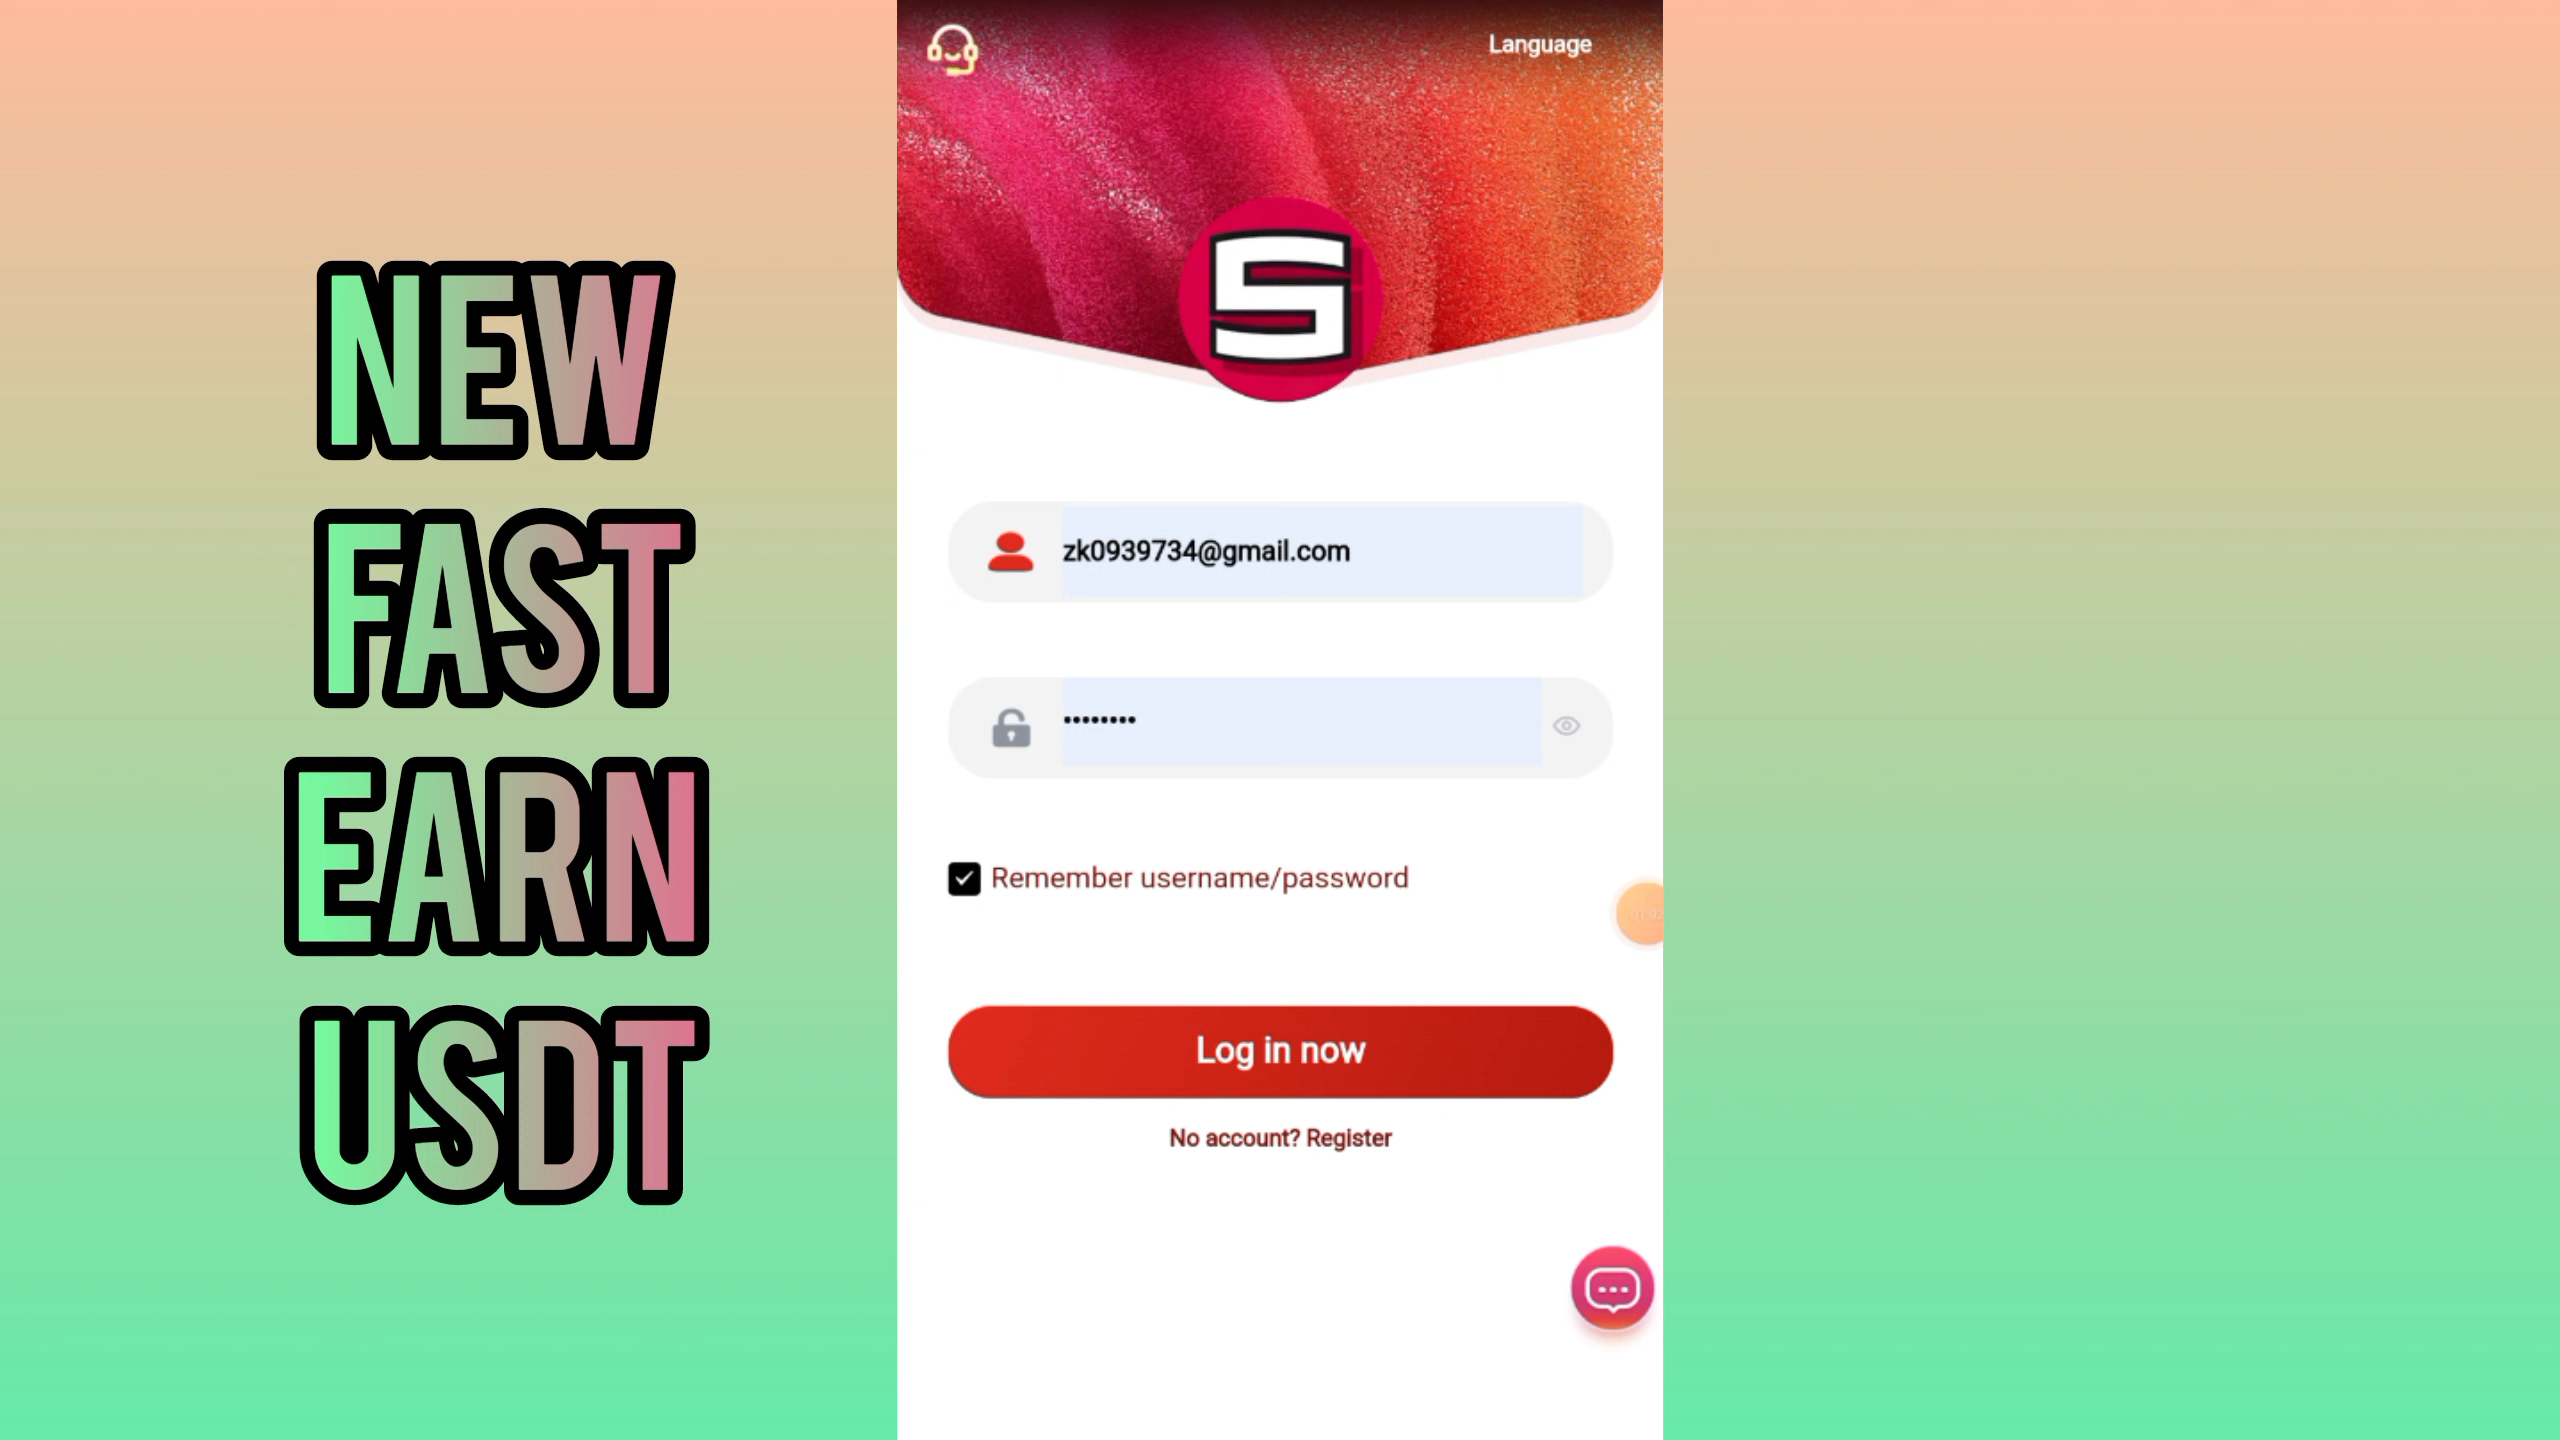 NEW
FAST
EARN
USDT
Language
S
zk0939734@gmail.com
••••••••
Remember username/password
Log in now
No account? Register